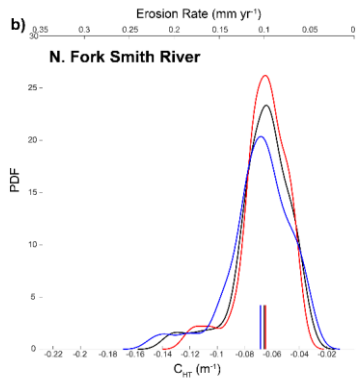 b)
Erosion Rate (mm yr⁻¹)
0.35 0.3 0.25 0.2 0.15 0.1 0.05 0
N. Fork Smith River
25
20
15
10
5
0
PDF
-0.22 -0.2 -0.18 -0.16 -0.14 -0.12 -0.1 -0.08 -0.06 -0.04 -0.02
C_HT (m⁻¹)